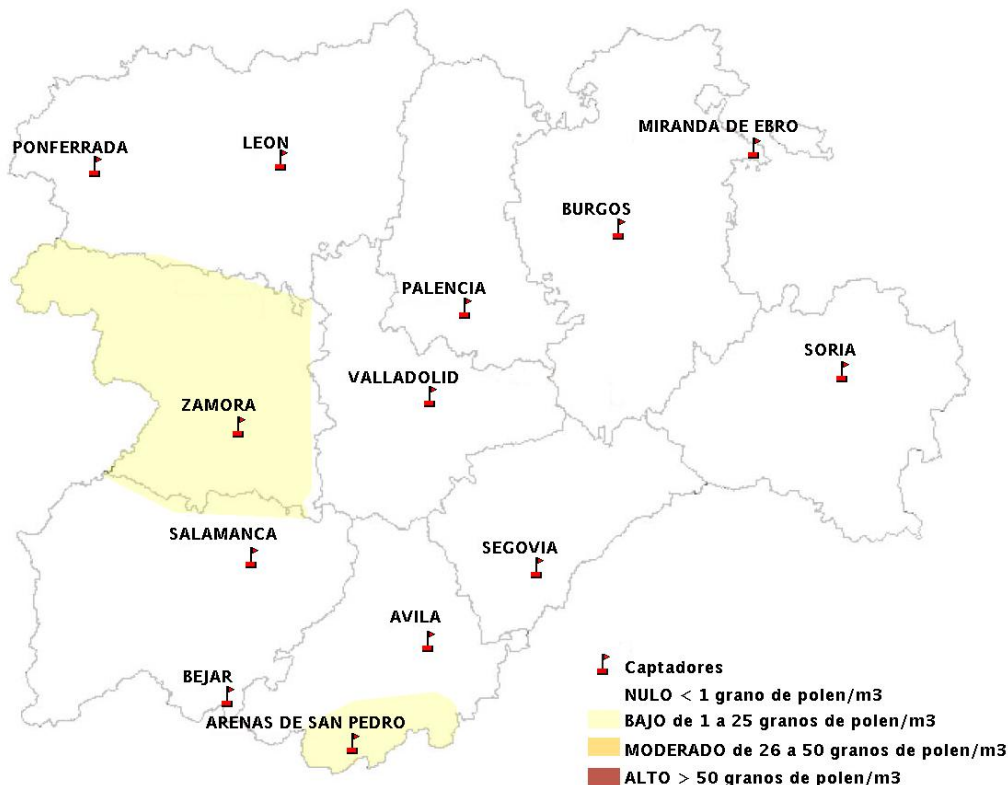 MIRANDA DE EBRO
PONFERRADA
LEON
BURGOS
PALENCIA
SORIA
VALLADOLID
ZAMORA
SALAMANCA
SEGOVIA
AVILA
BEJAR
ARENAS DE SAN PEDRO
Captadores
NULO < 1 grano de polen/m3
BAJO de 1 a 25 granos de polen/m3
MODERADO de 26 a 50 granos de polen/m3
ALTO > 50 granos de polen/m3